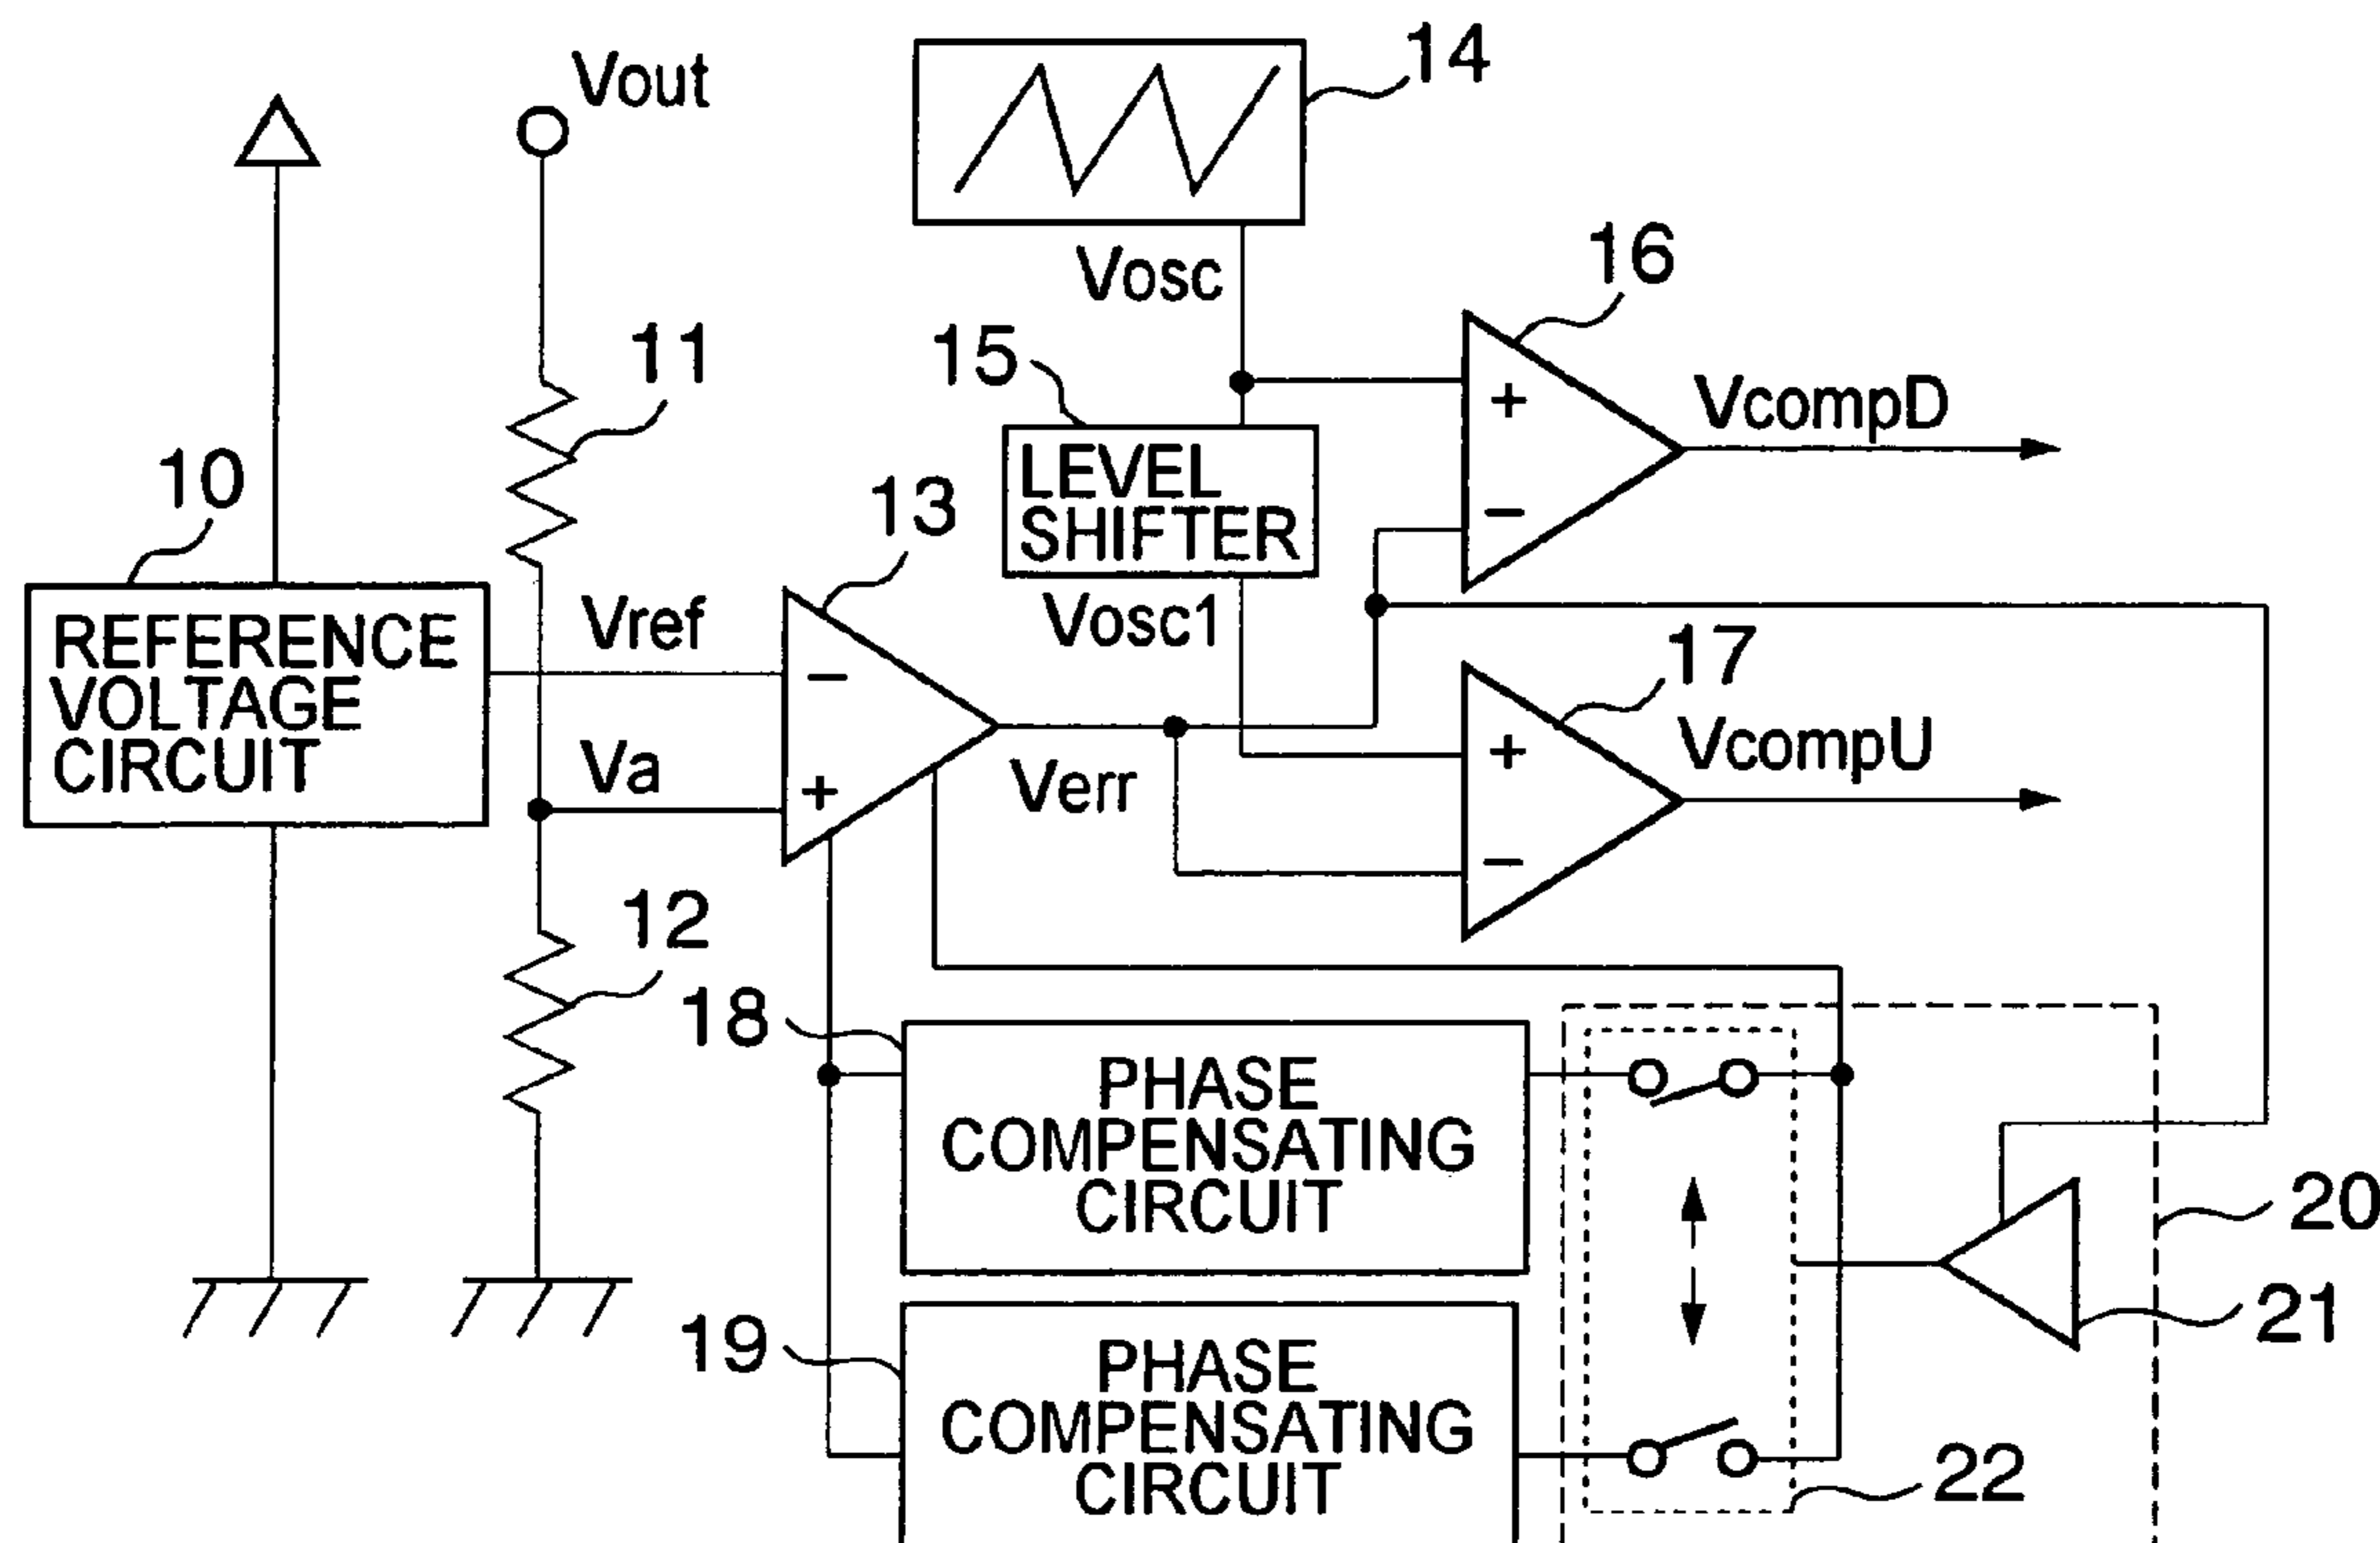 Vout
14
Vosc
16
11
15
+
VcompD
LEVEL
SHIFTER
−
10
13
REFERENCE
VOLTAGE
CIRCUIT
Vref
−
Vosc1
17
Va
+
Verr
+
VcompU
−
12
18
PHASE
COMPENSATING
CIRCUIT
20
21
19
PHASE
COMPENSATING
CIRCUIT
22